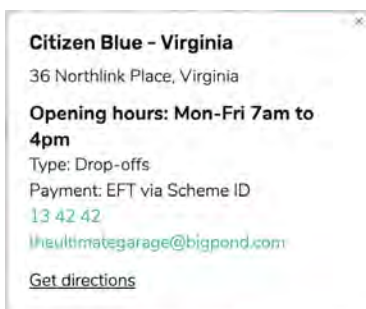 Citizen Blue - Virginia
36 Northlink Place, Virginia
Opening hours: Mon-Fri 7am to
4pm
Type: Drop-offs
Payment: EFT via Scheme ID
13 42 42
theultimategarage@bigpond.com
Get directions